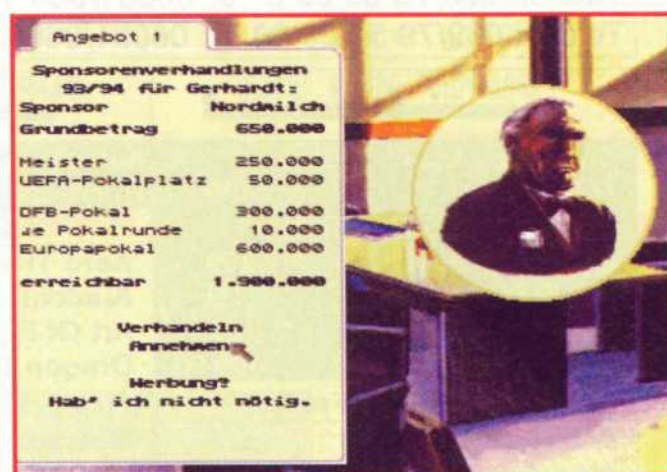 Angebot 1
Sponsorenverhandlungen
93/94 für Gerhardt:
Sponsor Nordmilch
Grundbetrag 650.000
Meister 250.000
UEFA-Pokalplatz 50.000
DFB-Pokal 300.000
je Pokalrunde 10.000
Europapokal 600.000
erreichbar 1.900.000
Verhandeln
Annehmen
Werbung?
Hab' ich nicht nötig.